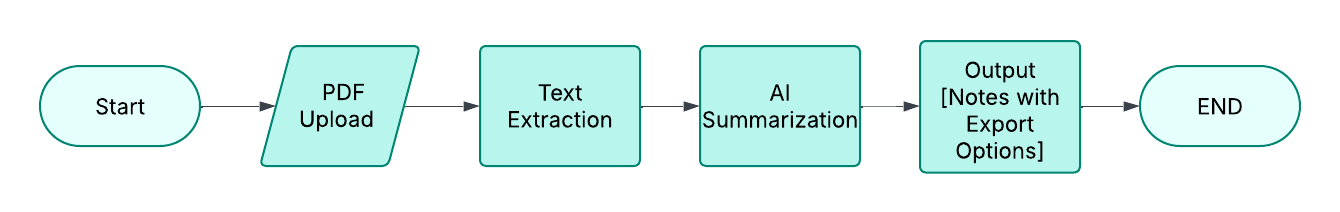 Start
PDF
Upload
Text
Extraction
AI
Summarization
Output
[Notes with
Export
Options]
END